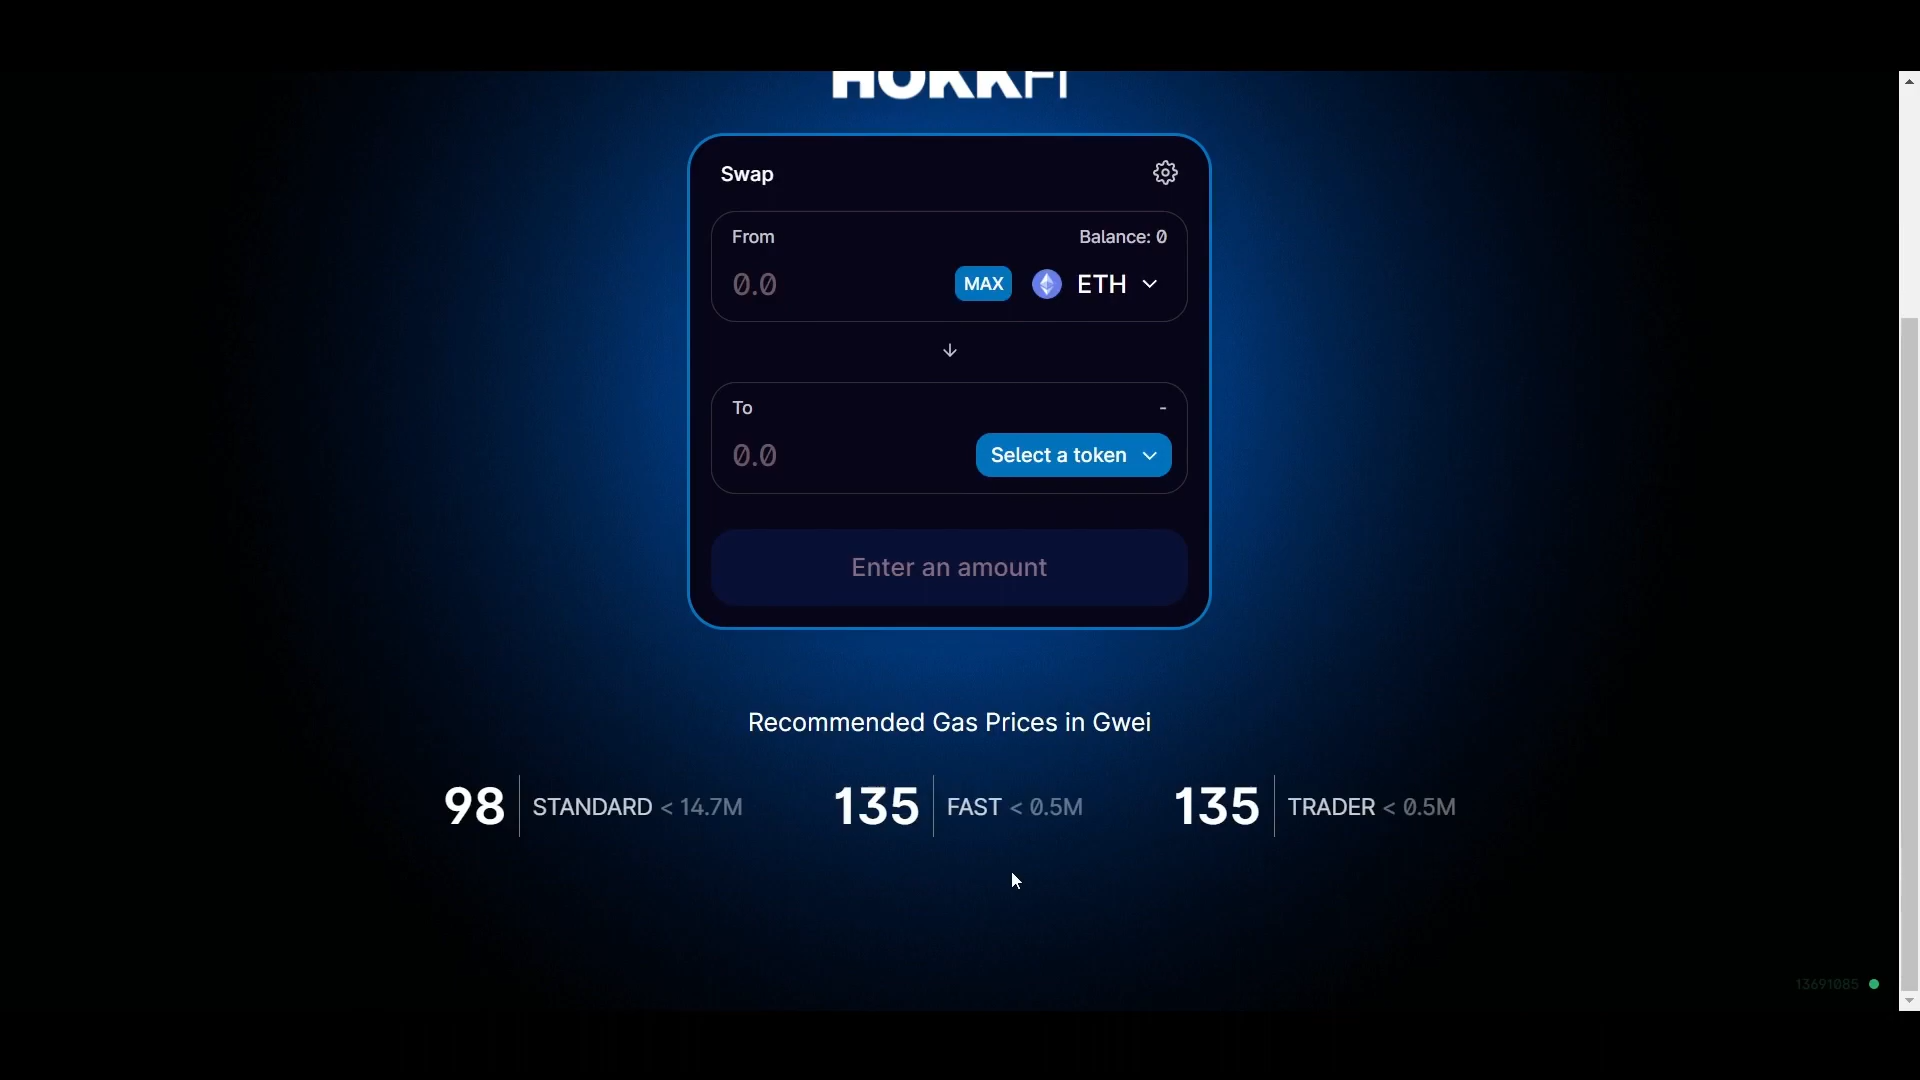 HOKKFI
Swap
From
Balance: 0
0.0
MAX
ETH
To
-
0.0
Select a token
Enter an amount
Recommended Gas Prices in Gwei
98 STANDARD < 14.7M
135 FAST < 0.5M
135 TRADER < 0.5M
13691085